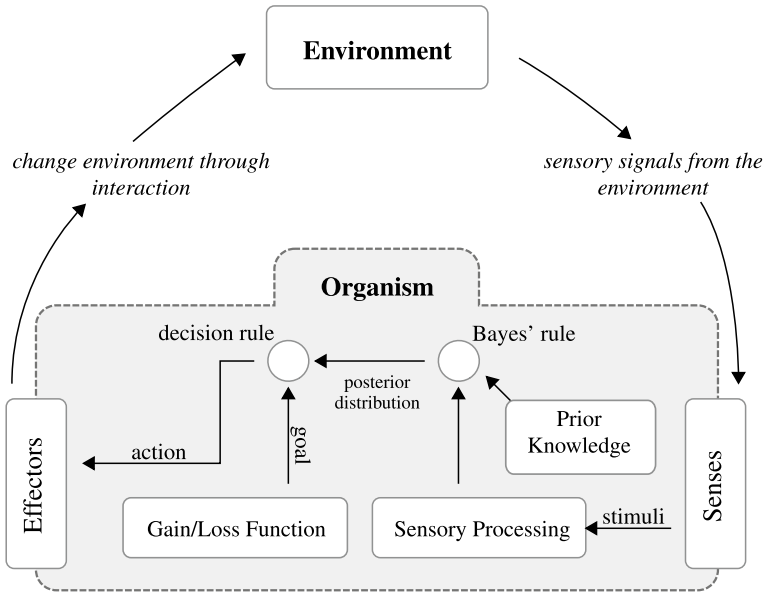 Environment
change environment through
interaction
sensory signals from the
environment
Organism
decision rule
Bayes’ rule
posterior
distribution
Prior
Knowledge
goal
action
Effectors
Gain/Loss Function
Sensory Processing
stimuli
Senses